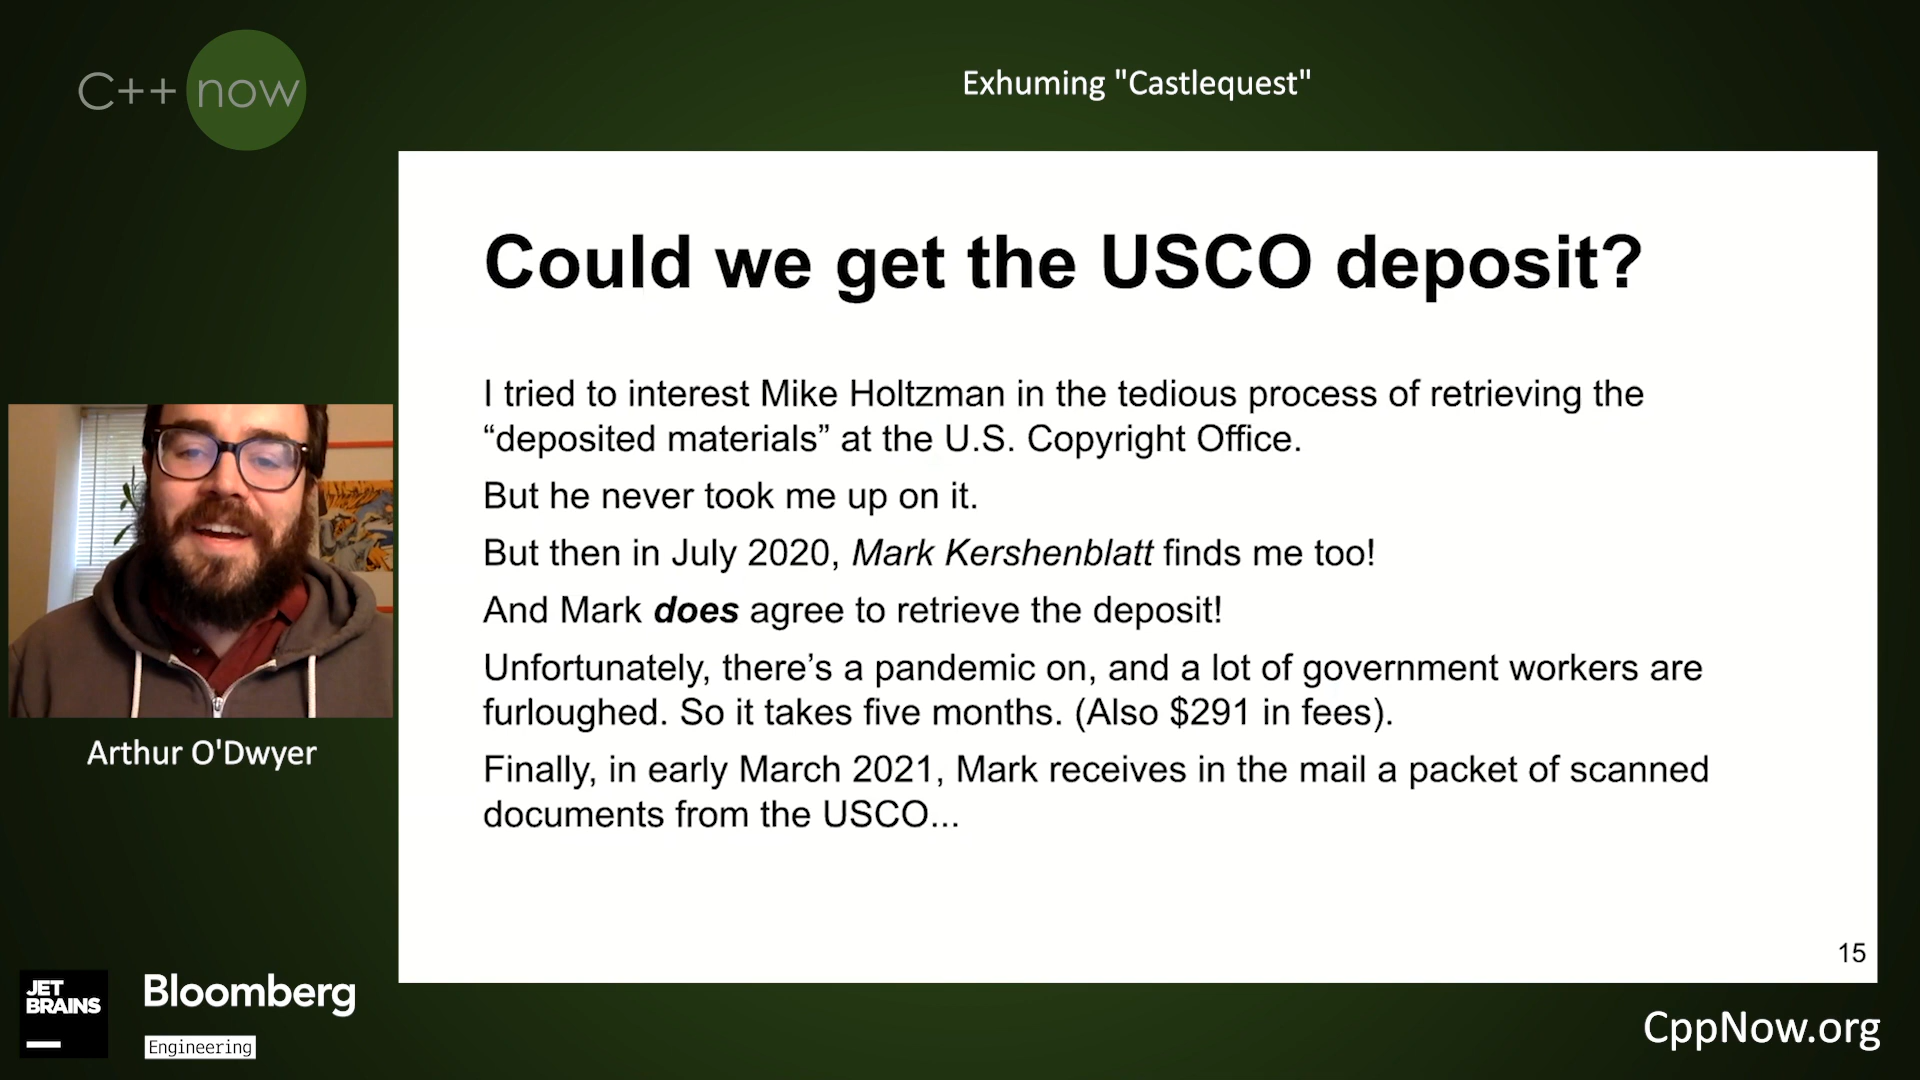 C++ now
Exhuming "Castlequest"
Could we get the USCO deposit?
I tried to interest Mike Holtzman in the tedious process of retrieving the
“deposited materials” at the U.S. Copyright Office.
But he never took me up on it.
But then in July 2020, Mark Kershenblatt finds me too!
And Mark does agree to retrieve the deposit!
Unfortunately, there’s a pandemic on, and a lot of government workers are
furloughed. So it takes five months. (Also $291 in fees).
Finally, in early March 2021, Mark receives in the mail a packet of scanned
documents from the USCO...
15
Arthur O'Dwyer
JET
BRAINS
Bloomberg
Engineering
CppNow.org